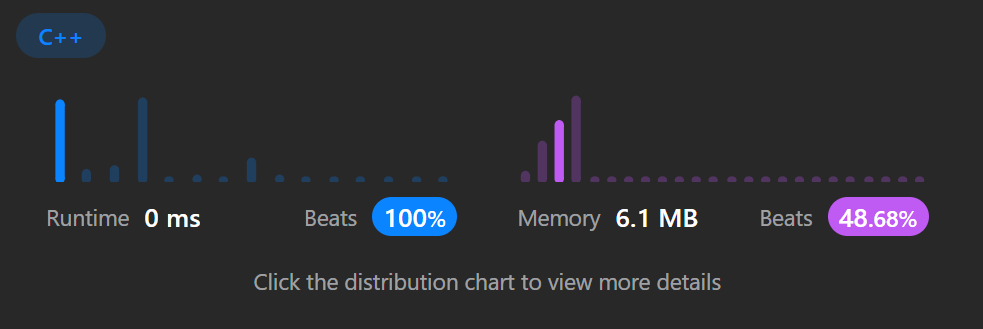 C++
Runtime 0 ms Beats 100% Memory 6.1 MB Beats 48.68%
Click the distribution chart to view more details